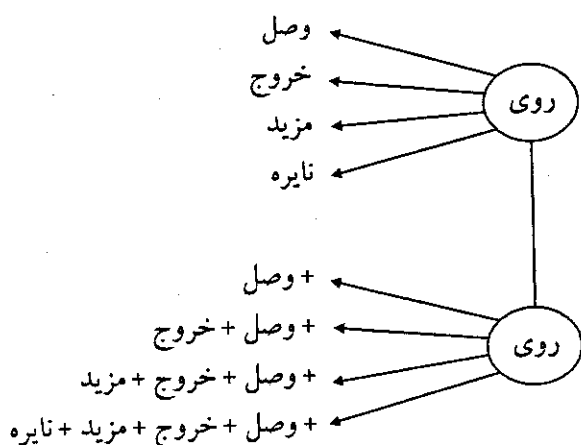 وصل
خروج
روی
مزید
نایره
+ وصل
+ وصل + خروج
روی
+ وصل + خروج + مزید
+ وصل + خروج + مزید + نایره